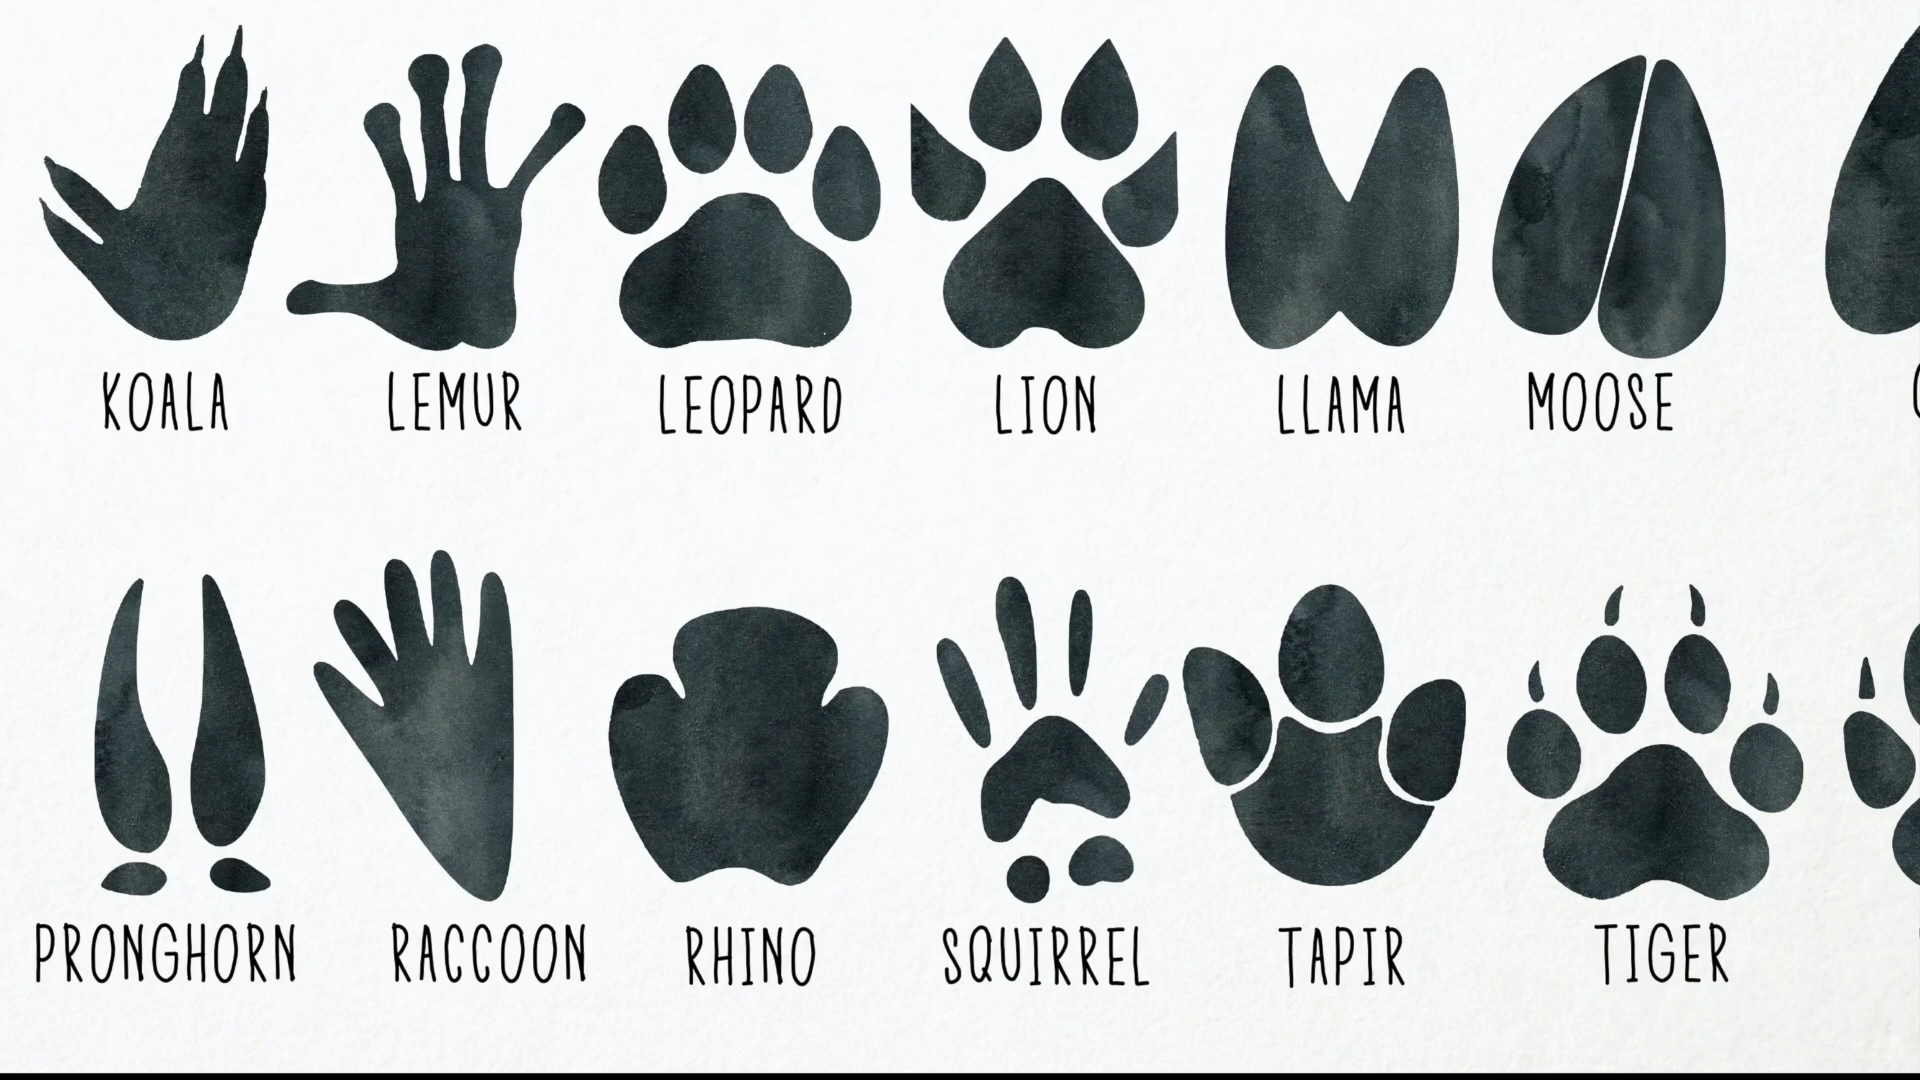 KOALA LEMUR LEOPARD LION LLAMA MOOSE
PRONGHORN RACCOON RHINO SQUIRREL TAPIR TIGER